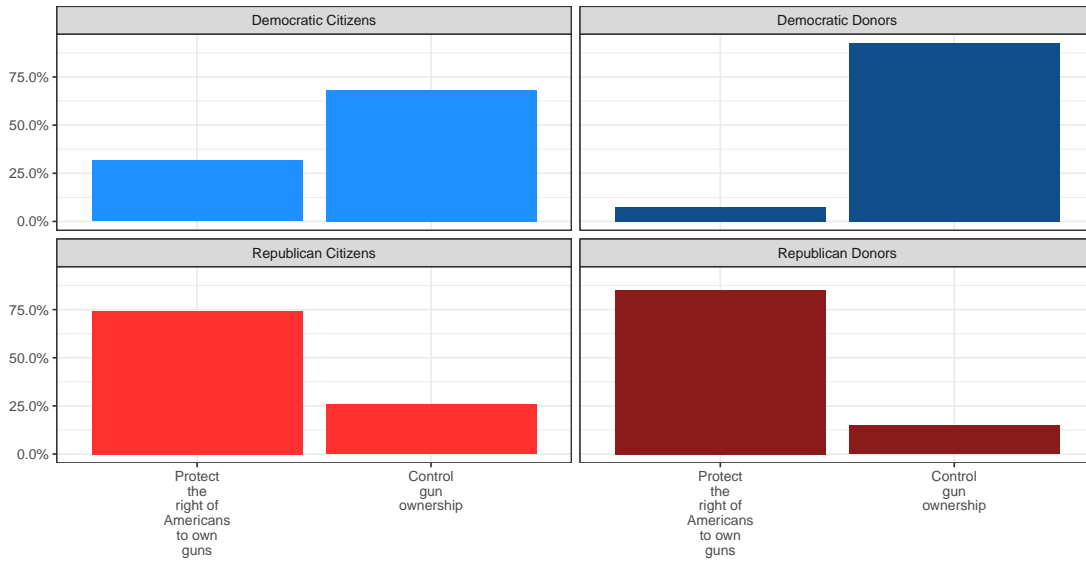 Democratic Citizens
Democratic Donors
75.0%
50.0%
25.0%
0.0%
Republican Citizens
Republican Donors
75.0%
50.0%
25.0%
0.0%
Protect
the
right of
Americans
to own
guns
Control
gun
ownership
Protect
the
right of
Americans
to own
guns
Control
gun
ownership